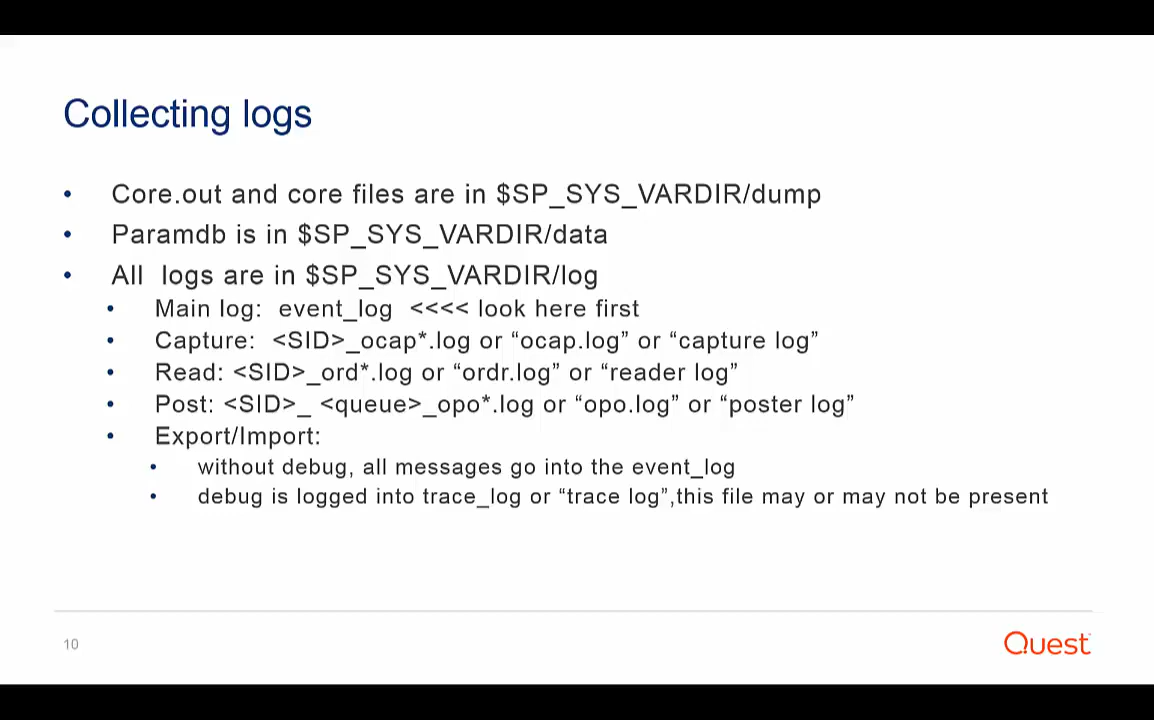 Collecting logs
• Core.out and core files are in $SP_SYS_VARDIR/dump
• Paramdb is in $SP_SYS_VARDIR/data
• All  logs are in $SP_SYS_VARDIR/log
• Main log:  event_log  <<<< look here first
• Capture:  <SID>_ocap*.log or “ocap.log” or “capture log”
• Read: <SID>_ord*.log or “ordr.log” or “reader log”
• Post: <SID>_ <queue>_opo*.log or “opo.log” or “poster log”
• Export/Import:
• without debug, all messages go into the event_log
• debug is logged into trace_log or “trace log”,this file may or may not be present
10
Quest